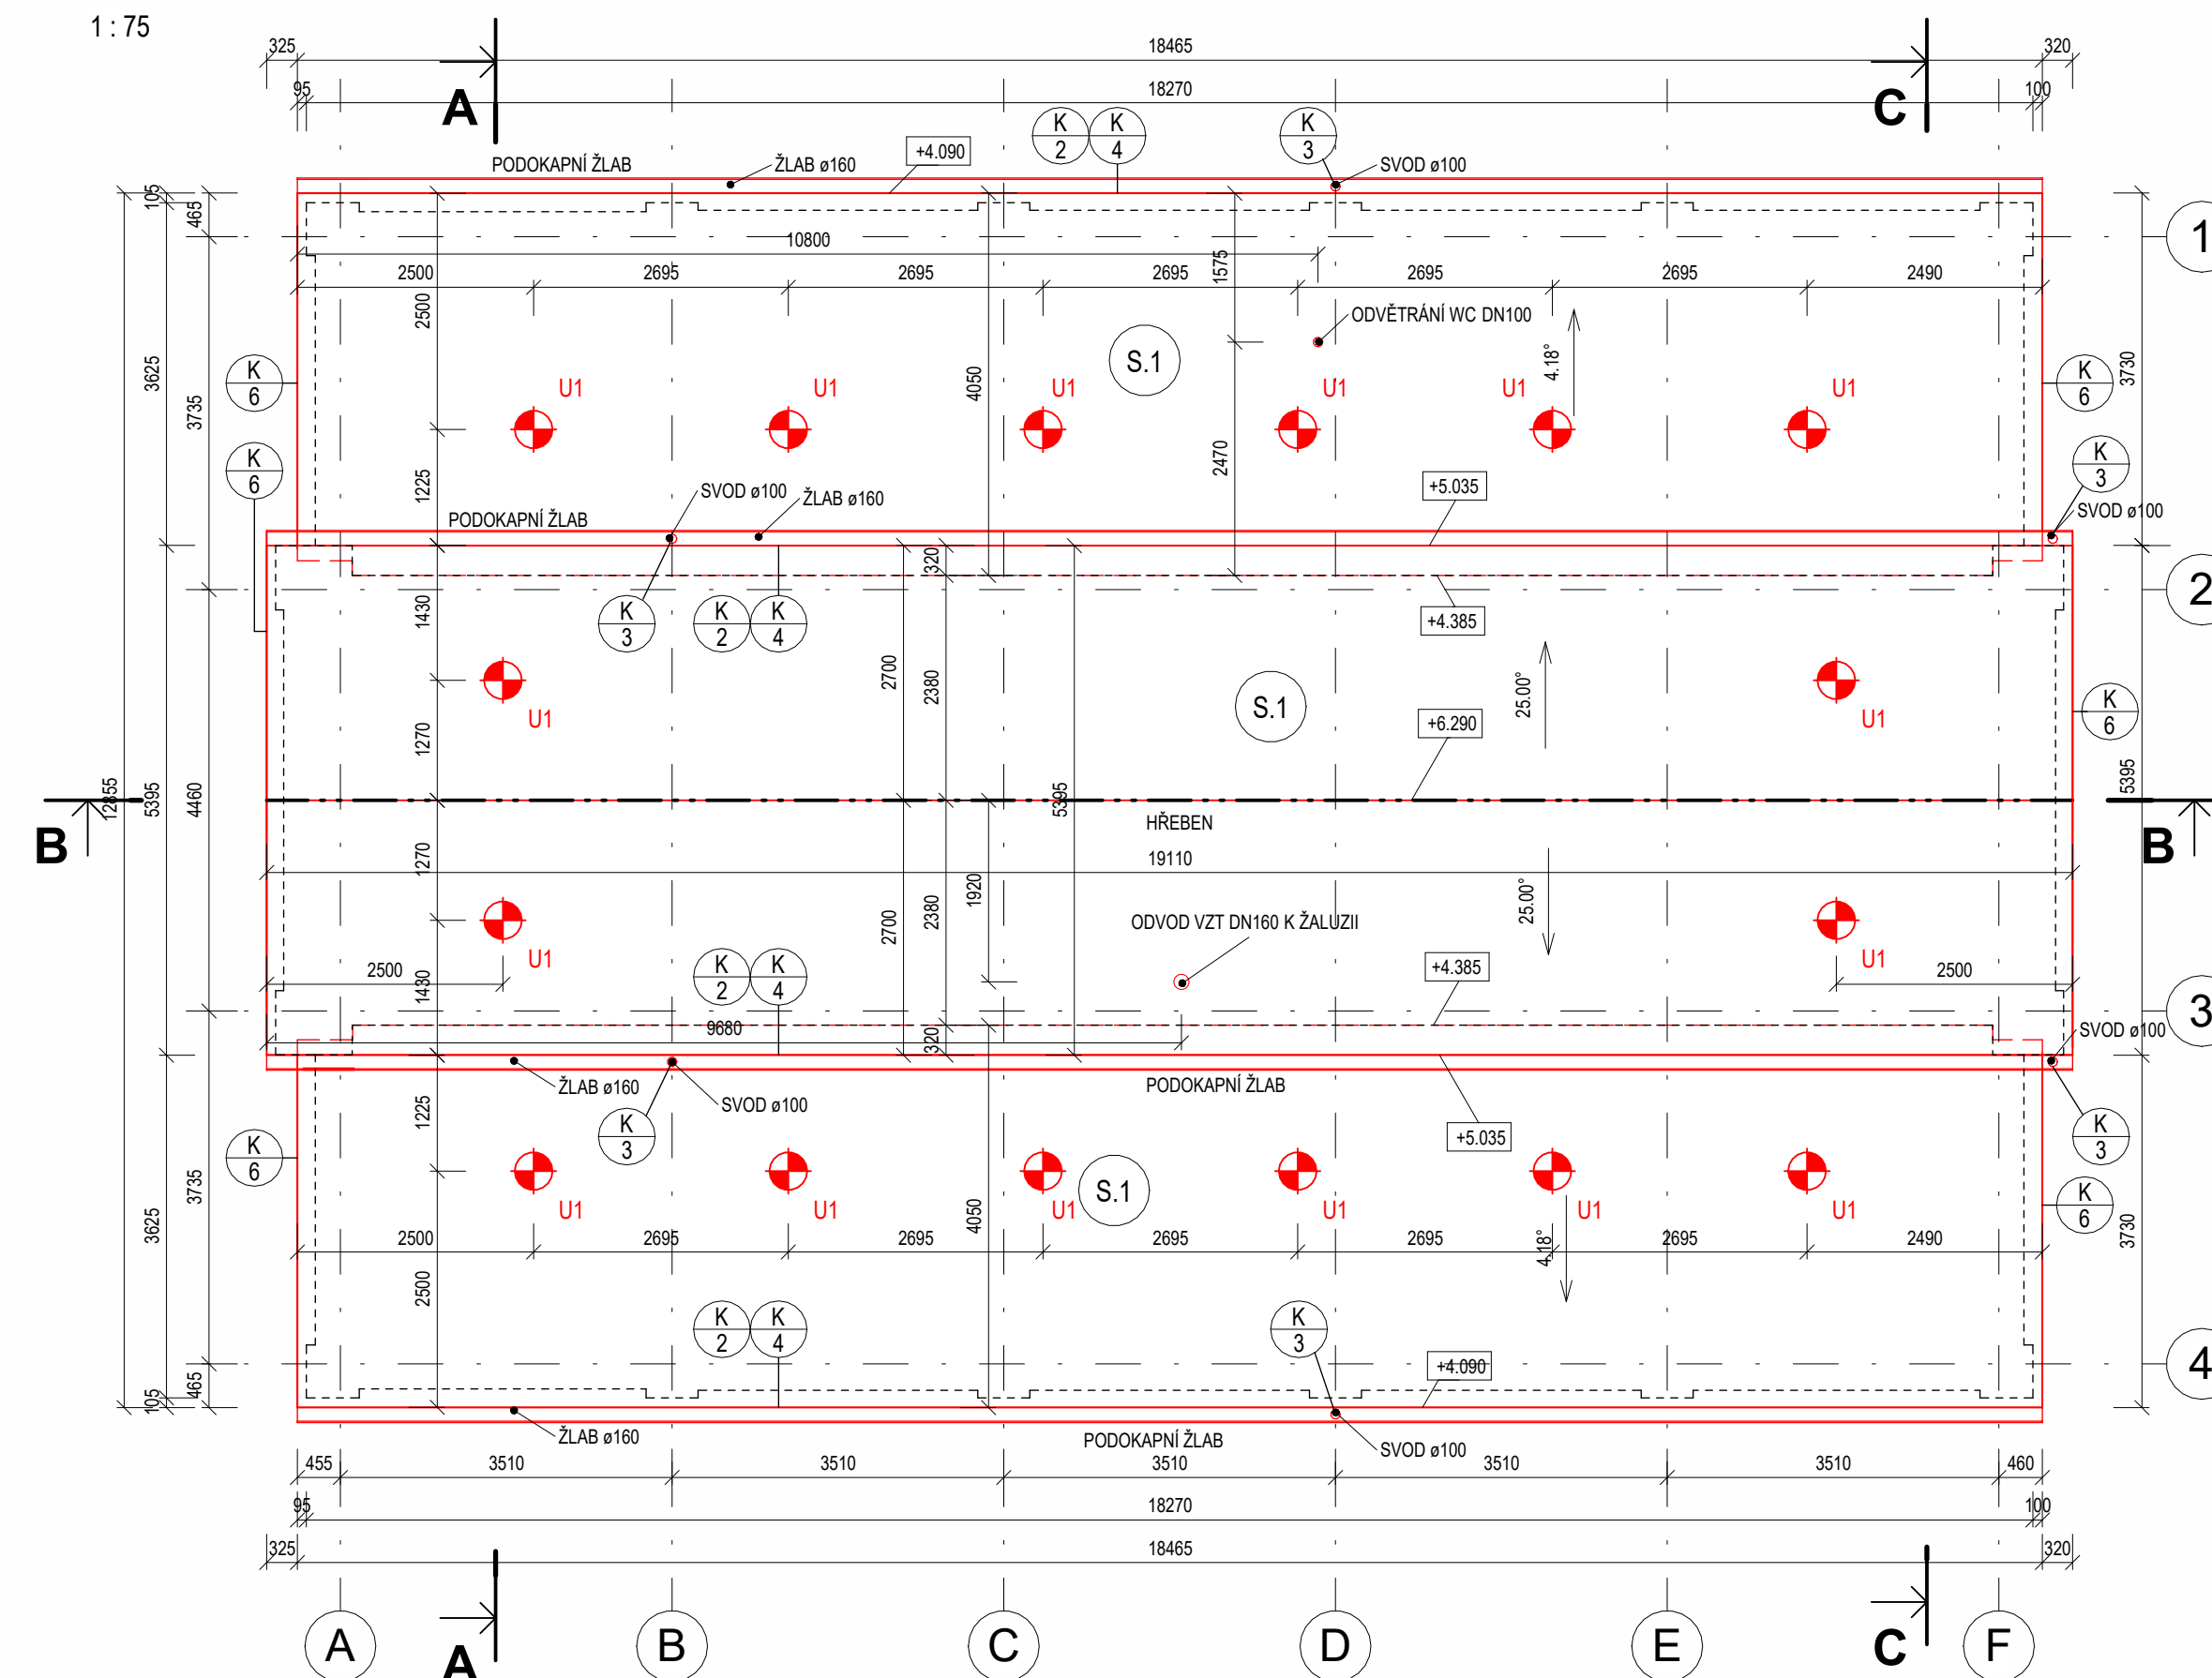 1 : 75
325
18465
320
95
18270
100
A
C
K
2
K
4
K
3
PODOKAPNÍ ŽLAB
ŽLAB ø160
+4.090
SVOD ø100
105
465
1
10800
1575
2500
2695
2695
2695
2695
2695
2490
2500
ODVĚTRÁNÍ WC DN100
S.1
4.18°
3625
3735
4050
3730
K
6
K
6
U1
U1
U1
U1
U1
U1
2470
1225
K
6
K
3
+5.035
SVOD ø100
ŽLAB ø160
SVOD ø100
PODOKAPNÍ ŽLAB
320
2
1430
+4.385
K
3
K
2
K
4
2700
2380
25.00°
S.1
+6.290
U1
U1
K
6
1270
12855
5395
4460
5395
5395
B
B
HŘEBEN
1270
19110
1920
2700
2380
25.00°
ODVOD VZT DN160 K ŽALUZII
U1
U1
2500
2500
1430
K
2
K
4
+4.385
3
9680
320
SVOD ø100
ŽLAB ø160
SVOD ø100
PODOKAPNÍ ŽLAB
1225
K
3
+5.035
K
3
K
6
S.1
3625
3735
4050
U1
U1
U1
U1
U1
U1
K
6
3730
2500
2695
2695
2695
2695
2695
2490
4.18°
2500
K
2
K
4
K
3
+4.090
4
465
105
ŽLAB ø160
PODOKAPNÍ ŽLAB
SVOD ø100
455
3510
3510
3510
3510
3510
460
95
18270
100
325
18465
320
A
A
B
C
D
E
C
F